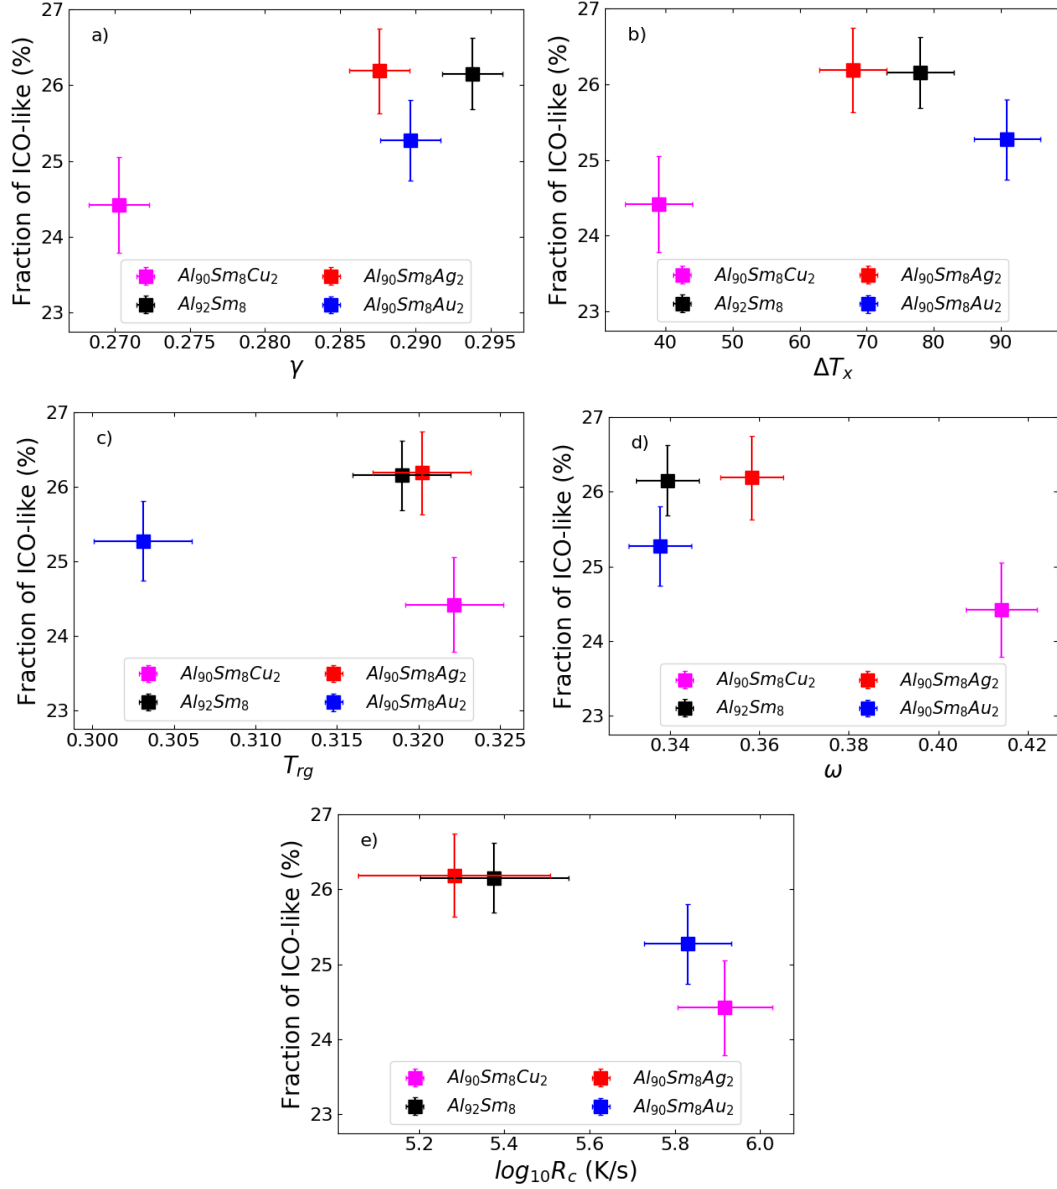 a)
Fraction of ICO-like (%)
27
26
25
24
23
Al₉₀Sm₈Cu₂
Al₉₂Sm₈
Al₉₀Sm₈Ag₂
Al₉₀Sm₈Au₂
0.270 0.275 0.280 0.285 0.290 0.295
γ
b)
Fraction of ICO-like (%)
27
26
25
24
23
Al₉₀Sm₈Cu₂
Al₉₂Sm₈
Al₉₀Sm₈Ag₂
Al₉₀Sm₈Au₂
40 50 60 70 80 90
ΔTₓ
c)
Fraction of ICO-like (%)
27
26
25
24
23
Al₉₀Sm₈Cu₂
Al₉₂Sm₈
Al₉₀Sm₈Ag₂
Al₉₀Sm₈Au₂
0.300 0.305 0.310 0.315 0.320 0.325
T_rg
d)
Fraction of ICO-like (%)
27
26
25
24
23
Al₉₀Sm₈Cu₂
Al₉₂Sm₈
Al₉₀Sm₈Ag₂
Al₉₀Sm₈Au₂
0.34 0.36 0.38 0.40 0.42
ω
e)
Fraction of ICO-like (%)
27
26
25
24
23
Al₉₀Sm₈Cu₂
Al₉₂Sm₈
Al₉₀Sm₈Ag₂
Al₉₀Sm₈Au₂
5.2 5.4 5.6 5.8 6.0
log₁₀R_c (K/s)